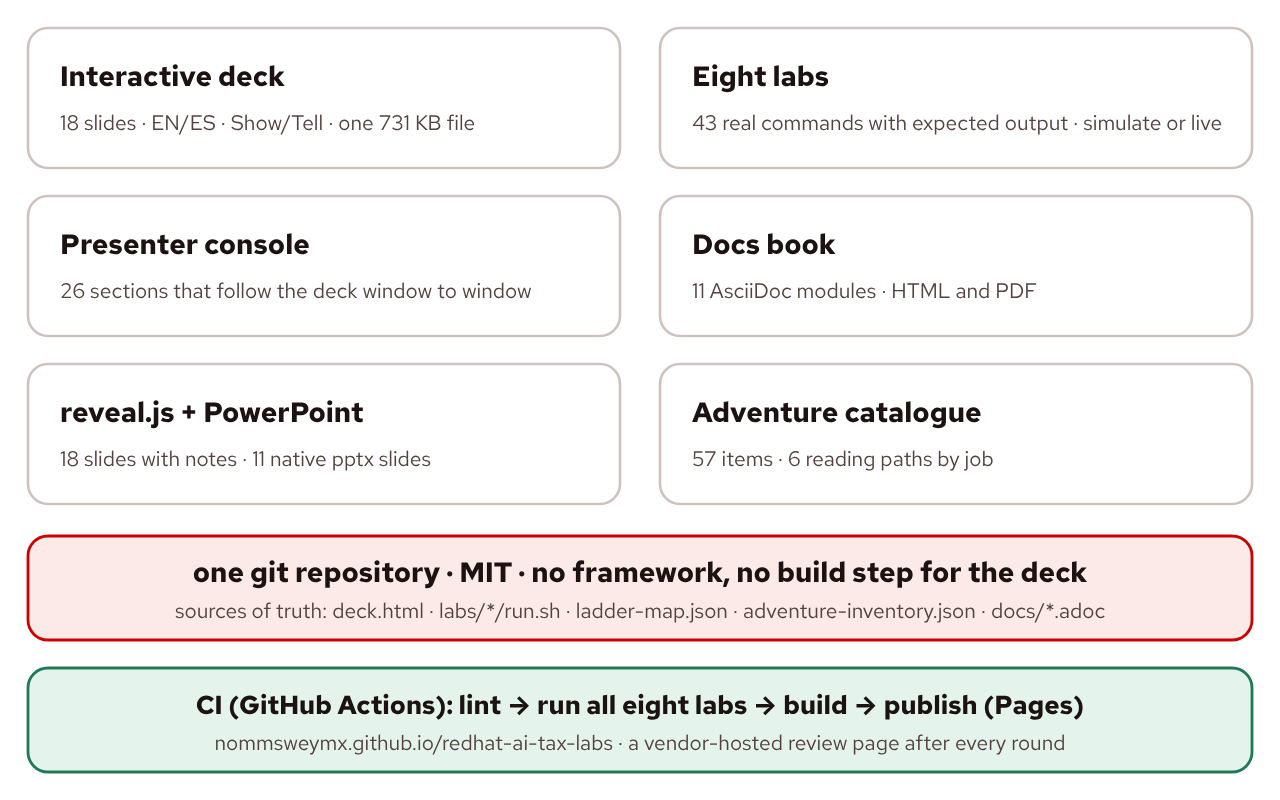 Interactive deck
18 slides · EN/ES · Show/Tell · one 731 KB file
Eight labs
43 real commands with expected output · simulate or live
Presenter console
26 sections that follow the deck window to window
Docs book
11 AsciiDoc modules · HTML and PDF
reveal.js + PowerPoint
18 slides with notes · 11 native pptx slides
Adventure catalogue
57 items · 6 reading paths by job
one git repository · MIT · no framework, no build step for the deck
sources of truth: deck.html · labs/*/run.sh · ladder-map.json · adventure-inventory.json · docs/*.adoc
CI (GitHub Actions): lint → run all eight labs → build → publish (Pages)
nommsweymx.github.io/redhat-ai-tax-labs · a vendor-hosted review page after every round